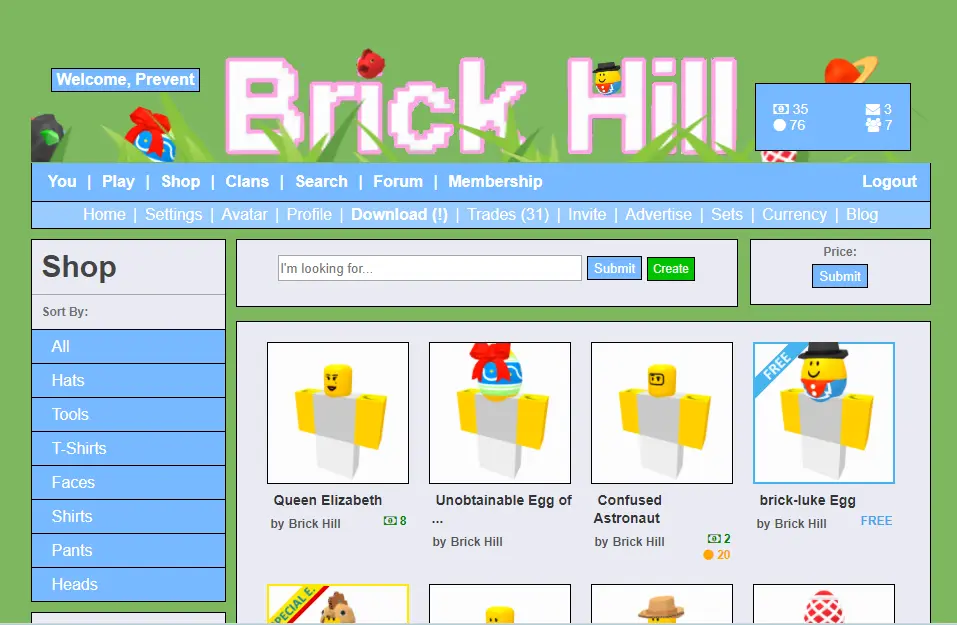 Welcome, Prevent
Brick Hill
35 3
76 7
You | Play | Shop | Clans | Search | Forum | Membership Logout
Home | Settings | Avatar | Profile | Download (!) | Trades (31) | Invite | Advertise | Sets | Currency | Blog
Shop
Sort By:
All
Hats
Tools
T-Shirts
Faces
Shirts
Pants
Heads
I'm looking for... Submit Create
Price:
Submit
FREE
Queen Elizabeth
by Brick Hill 8
Unobtainable Egg of
...
by Brick Hill
Confused
Astronaut
by Brick Hill 2
20
brick-luke Egg
by Brick Hill FREE
SPECIAL E.